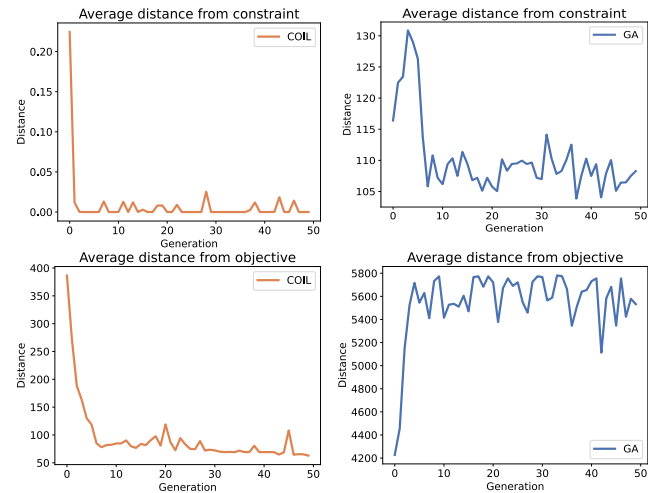 Average distance from constraint
COIL
Distance
0.20
0.15
0.10
0.05
0.00
0 10 20 30 40 50
Generation
Average distance from constraint
GA
Distance
130
125
120
115
110
105
0 10 20 30 40 50
Generation
Average distance from objective
COIL
Distance
400
350
300
250
200
150
100
50
0 10 20 30 40 50
Generation
Average distance from objective
GA
Distance
5800
5600
5400
5200
5000
4800
4600
4400
4200
0 10 20 30 40 50
Generation